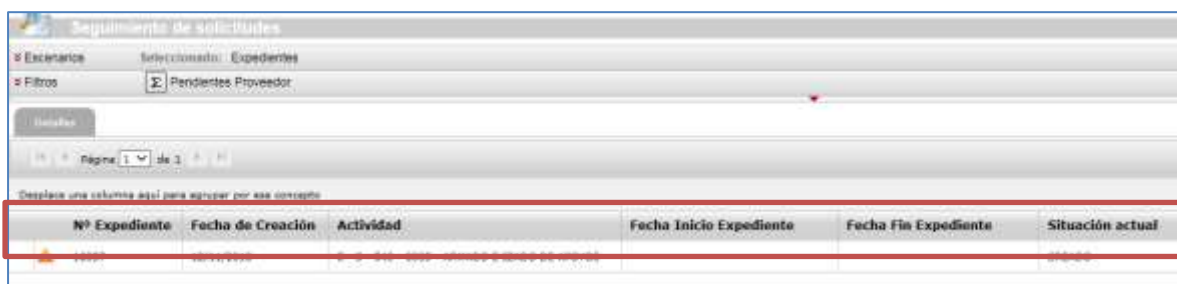 Seguimiento de solicitudes
Escenarios Seleccionado: Expedientes
Filtros Σ Pendientes Proveedor
Detalles
Página 1 de 1
Desplace una columna aquí para agrupar por ese concepto
Nº Expediente Fecha de Creación Actividad Fecha Inicio Expediente Fecha Fin Expediente Situación actual